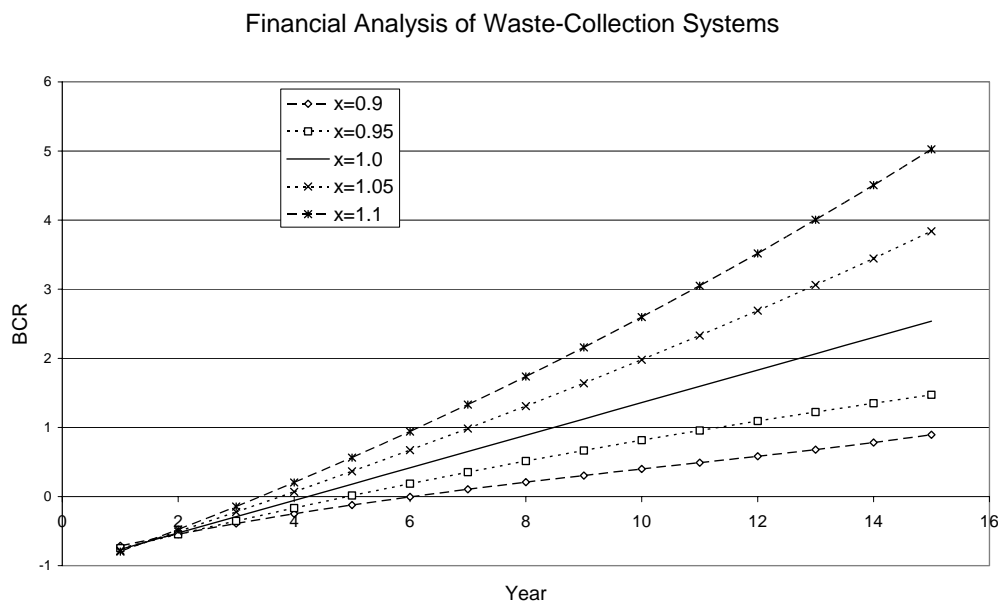 Financial Analysis of Waste-Collection Systems
6
5
4
3
2
1
0
-1
BCR
x=0.9
x=0.95
x=1.0
x=1.05
x=1.1
0 2 4 6 8 10 12 14 16
Year